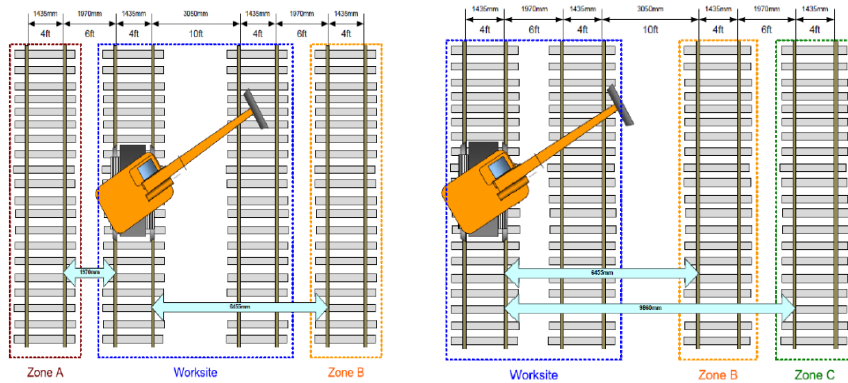 1435mm 1970mm 1435mm 3050mm 1435mm 1970mm 1435mm
4ft 6ft 4ft 10ft 4ft 6ft 4ft
1970mm
6455mm
Zone A Worksite Zone B
1435mm 1970mm 1435mm 3050mm 1435mm 1970mm 1435mm
4ft 6ft 4ft 10ft 4ft 6ft 4ft
6455mm
9860mm
Worksite Zone B Zone C